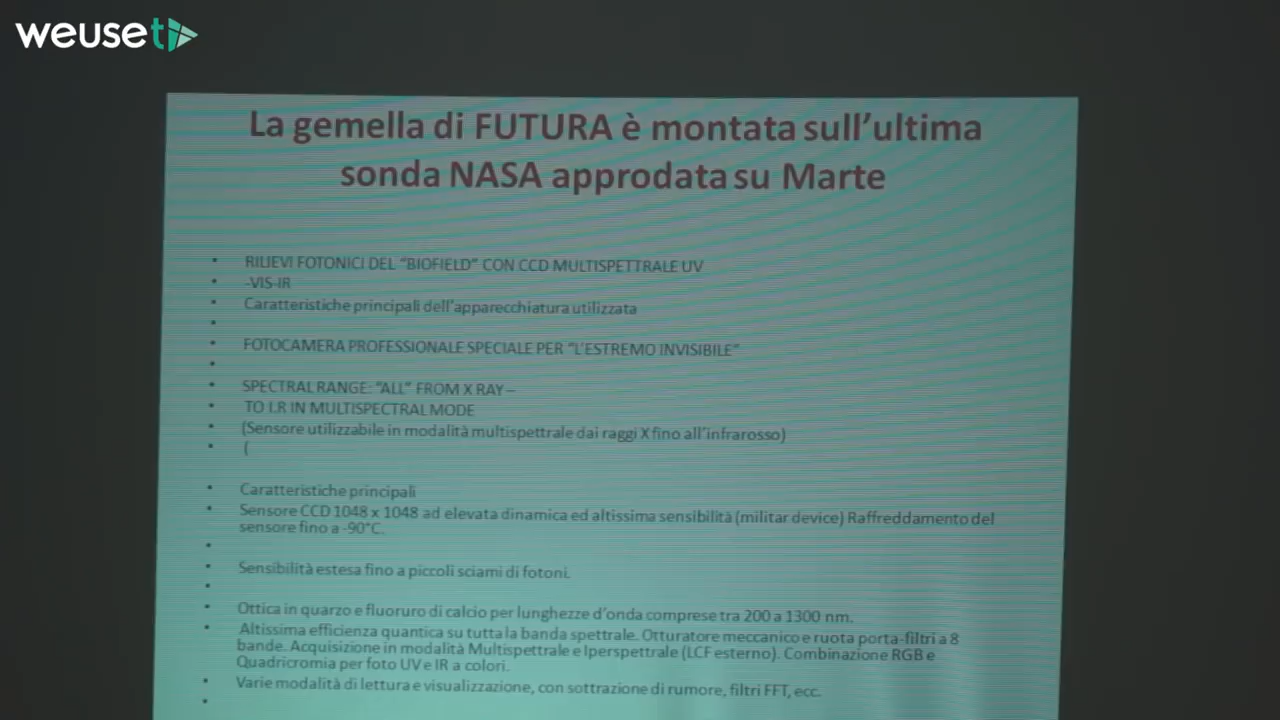 weusetv
La gemella di FUTURA è montata sull'ultima
sonda NASA approdata su Marte
• RILIEVI FOTONICI DEL "BIOFIELD" CON CCD MULTISPETTRALE UV
• -VIS-IR
• Caratteristiche principali dell'apparecchiatura utilizzata
•
• FOTOCAMERA PROFESSIONALE SPECIALE PER "L'ESTREMO INVISIBILE"
•
• SPECTRAL RANGE: "ALL" FROM X RAY –
• TO I.R IN MULTISPECTRAL MODE
• (Sensore utilizzabile in modalità multispettrale dai raggi X fino all'infrarosso)
• (
• Caratteristiche principali
• Sensore CCD 1048 x 1048 ad elevata dinamica ed altissima sensibilità (militar device) Raffreddamento del
sensore fino a -90°C.
•
• Sensibilità estesa fino a piccoli sciami di fotoni.
•
• Ottica in quarzo e fluoruro di calcio per lunghezze d'onda comprese tra 200 a 1300 nm.
• Altissima efficienza quantica su tutta la banda spettrale. Otturatore meccanico e ruota porta-filtri a 8
bande. Acquisizione in modalità Multispettrale e Iperspettrale (LCF esterno). Combinazione RGB e
Quadricromia per foto UV e IR a colori.
• Varie modalità di lettura e visualizzazione, con sottrazione di rumore, filtri FFT, ecc.
•